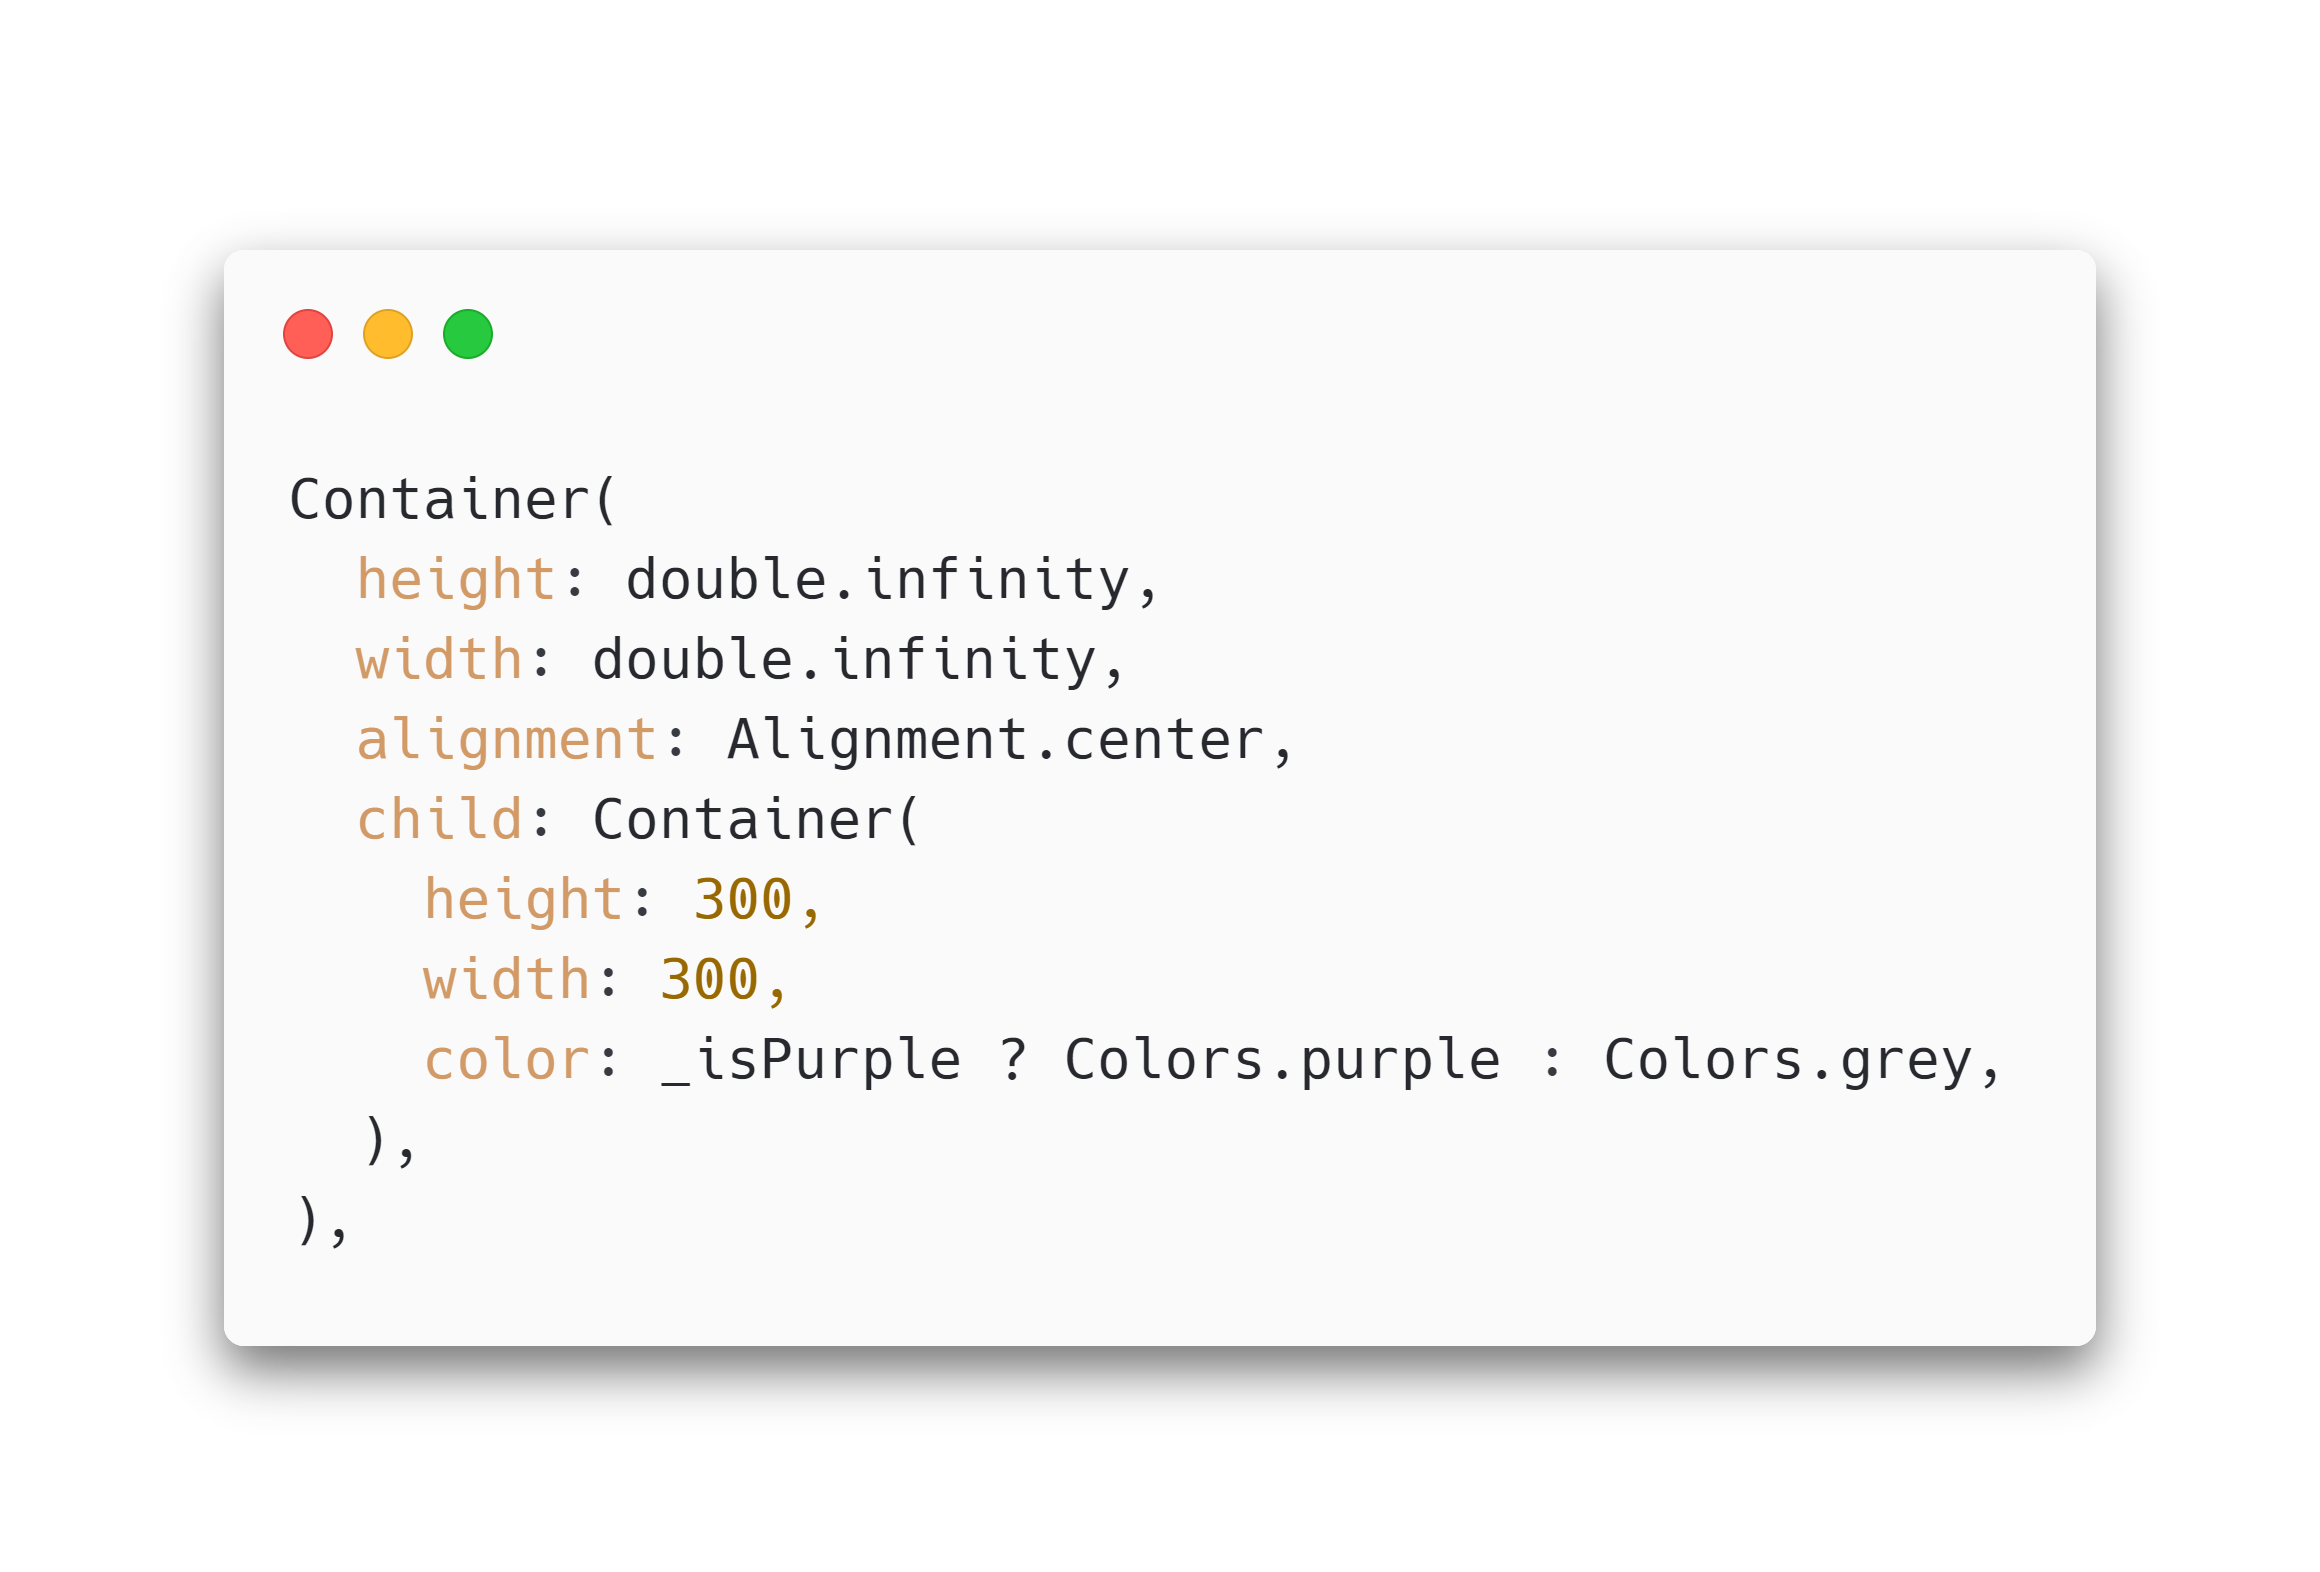 Container(
  height: double.infinity,
  width: double.infinity,
  alignment: Alignment.center,
  child: Container(
    height: 300,
    width: 300,
    color: _isPurple ? Colors.purple : Colors.grey,
  ),
),